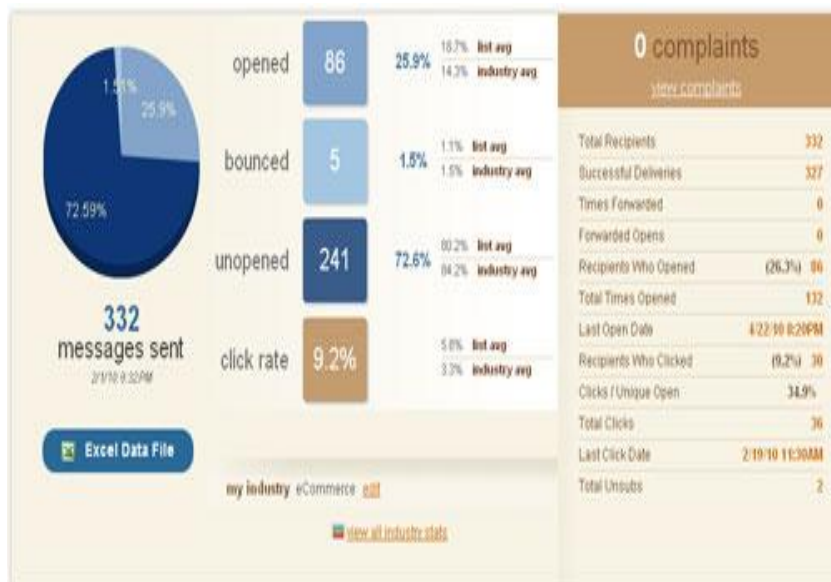 1.51%
25.9%
72.59%
332
messages sent
2/1/10 9:32PM
Excel Data File
opened 86 25.9%
18.7% list avg
14.3% industry avg
bounced 5 1.5%
1.1% list avg
1.5% industry avg
unopened 241 72.6%
80.2% list avg
84.2% industry avg
click rate 9.2%
5.8% list avg
3.3% industry avg
my industry eCommerce edit
view all industry stats
0 complaints
view complaints
Total Recipients 332
Successful Deliveries 327
Times Forwarded 0
Forwarded Opens 0
Recipients Who Opened (26.3%) 86
Total Times Opened 132
Last Open Date 4/22/10 8:20PM
Recipients Who Clicked (9.2%) 30
Clicks / Unique Open 34.9%
Total Clicks 36
Last Click Date 2/19/10 11:30AM
Total Unsubs 2